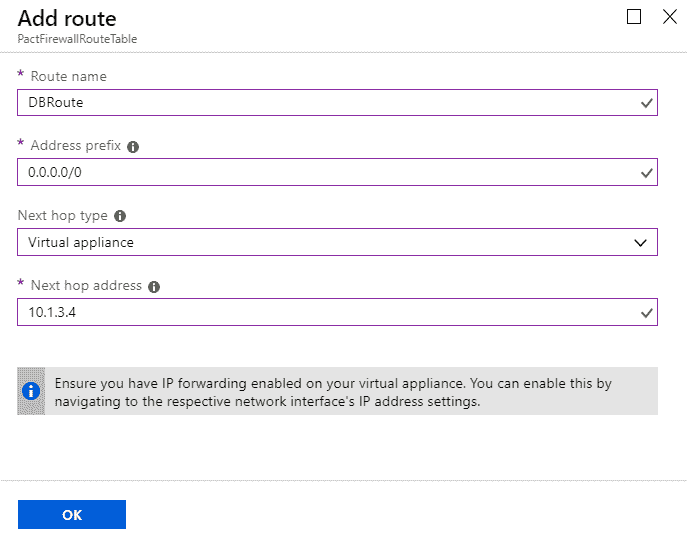 Add route
PactFirewallRouteTable
* Route name
DBRoute
* Address prefix
0.0.0.0/0
Next hop type
Virtual appliance
* Next hop address
10.1.3.4
Ensure you have IP forwarding enabled on your virtual appliance. You can enable this by
navigating to the respective network interface's IP address settings.
OK